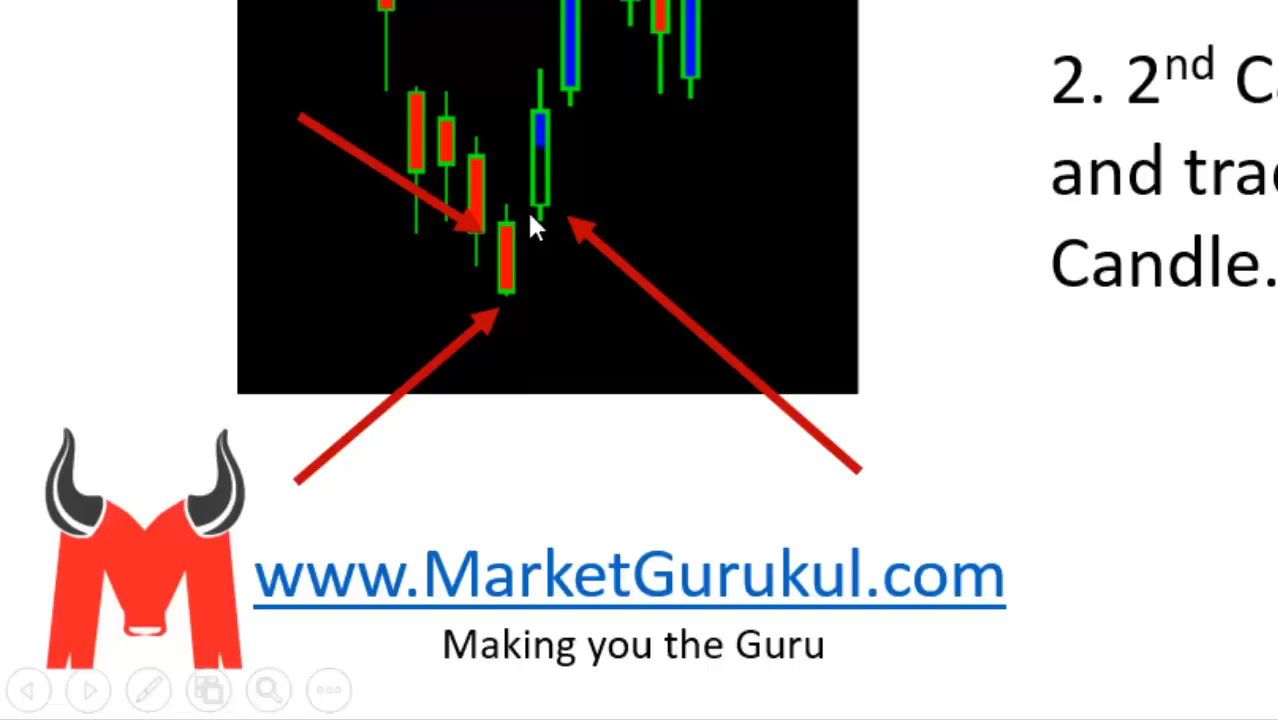 2. 2nd
and
Candle.
www.MarketGurukul.com
Making you the Guru